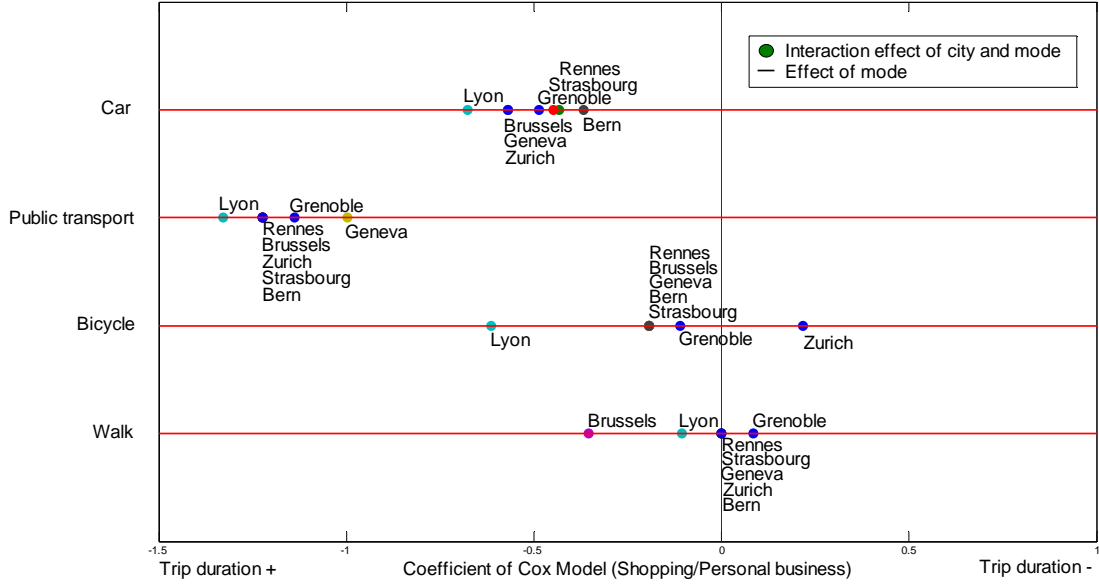 Interaction effect of city and mode
Effect of mode
Rennes
Strasbourg
Lyon
Grenoble
Car
Bern
Brussels
Geneva
Zurich
Lyon
Grenoble
Public transport
Geneva
Rennes
Brussels
Zurich
Strasbourg
Bern
Rennes
Brussels
Geneva
Bern
Strasbourg
Bicycle
Lyon
Grenoble
Zurich
Brussels
Lyon
Grenoble
Walk
Rennes
Strasbourg
Geneva
Zurich
Bern
-1.5 -1 -0.5 0 0.5 1
Trip duration + Coefficient of Cox Model (Shopping/Personal business) Trip duration -